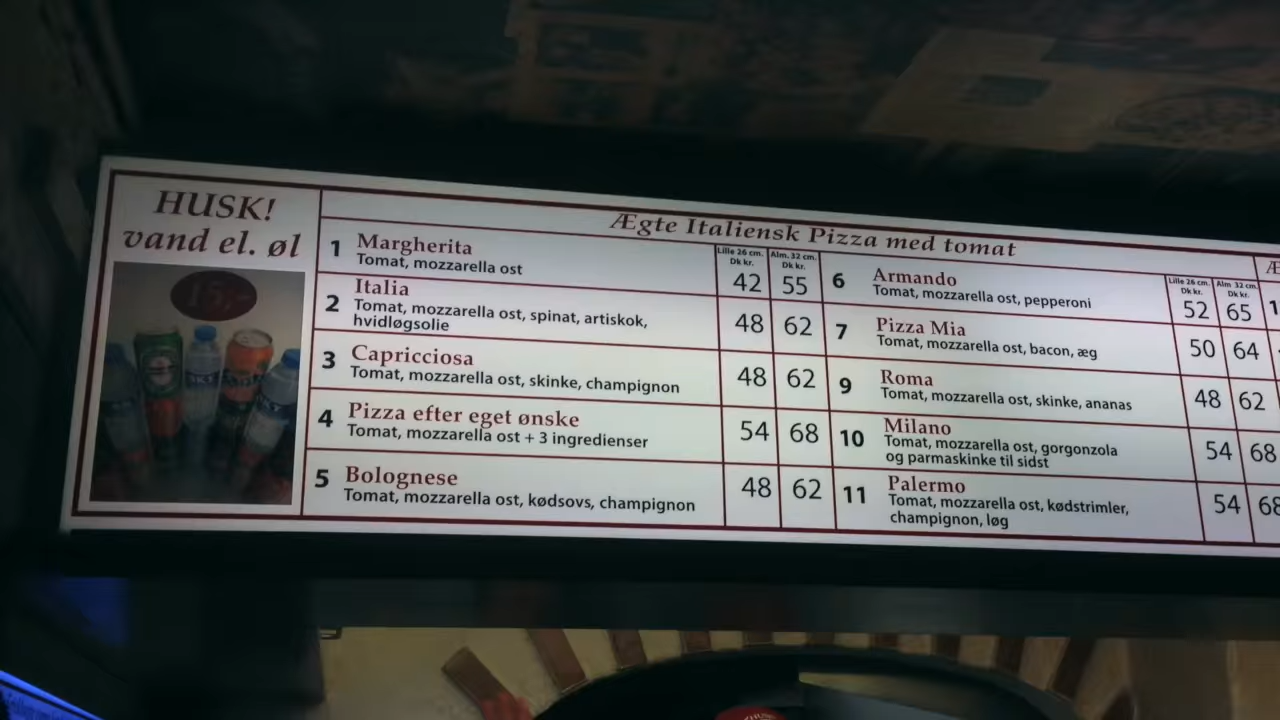 HUSK!
vand el. øl
15,-
Ægte Italiensk Pizza med tomat
Lille 26 cm. Alm. 32 cm.
Dk kr. Dk kr.
1 Margherita 42 55
Tomat, mozzarella ost
2 Italia 48 62
Tomat, mozzarella ost, spinat, artiskok,
hvidløgsolie
3 Capricciosa 48 62
Tomat, mozzarella ost, skinke, champignon
4 Pizza efter eget ønske 54 68
Tomat, mozzarella ost + 3 ingredienser
5 Bolognese 48 62
Tomat, mozzarella ost, kødsovs, champignon
Lille 26 cm. Alm 32 cm.
Dk kr. Dk kr.
6 Armando 52 65
Tomat, mozzarella ost, pepperoni
7 Pizza Mia 50 64
Tomat, mozzarella ost, bacon, æg
9 Roma 48 62
Tomat, mozzarella ost, skinke, ananas
10 Milano 54 68
Tomat, mozzarella ost, gorgonzola
og parmaskinke til sidst
11 Palermo 54 68
Tomat, mozzarella ost, kødstrimler,
champignon, løg
Æ
1